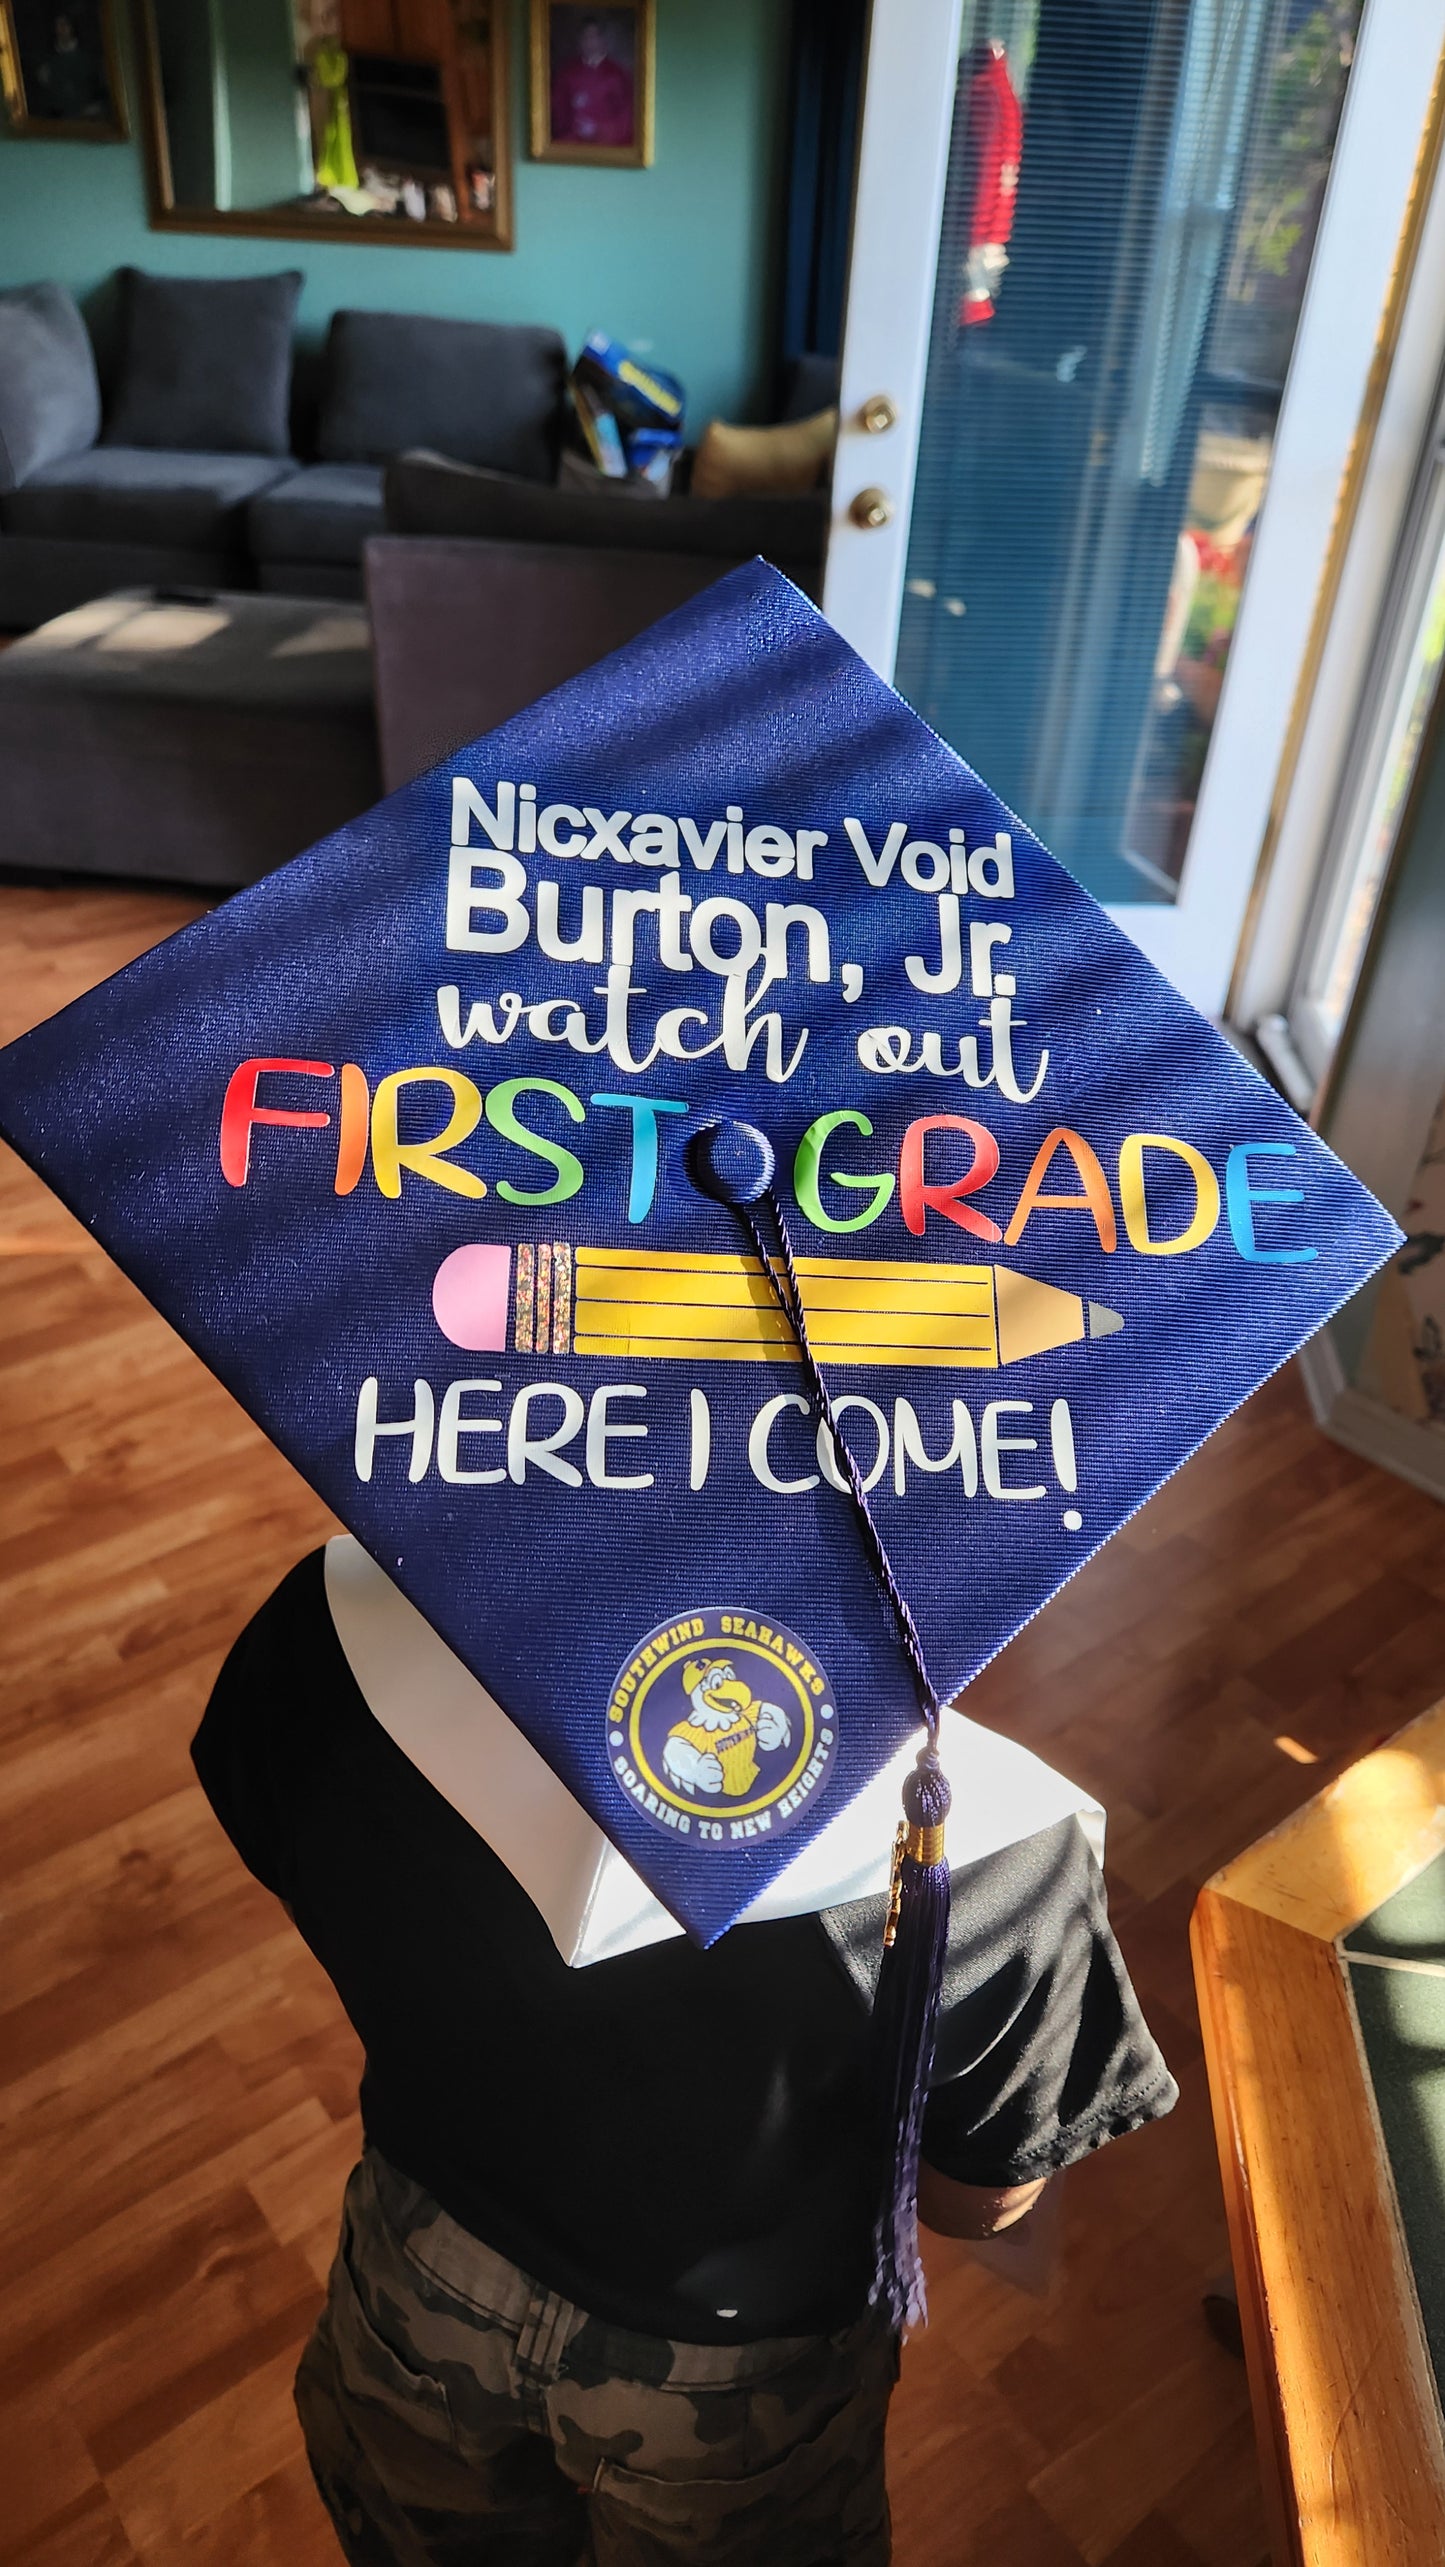 Nicxavier Void
Burton, Jr.
watch out
FIRST GRADE
HERE I COME!
SOUTHWIND SEAHAWKS
SOARING TO NEW HEIGHTS